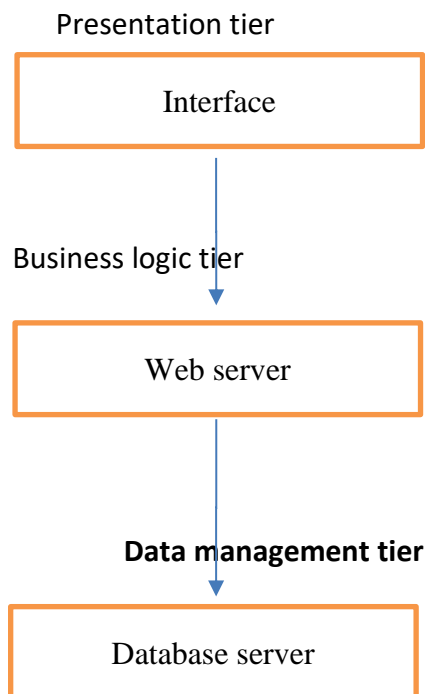 Presentation tier
Interface
Business logic tier
Web server
Data management tier
Database server